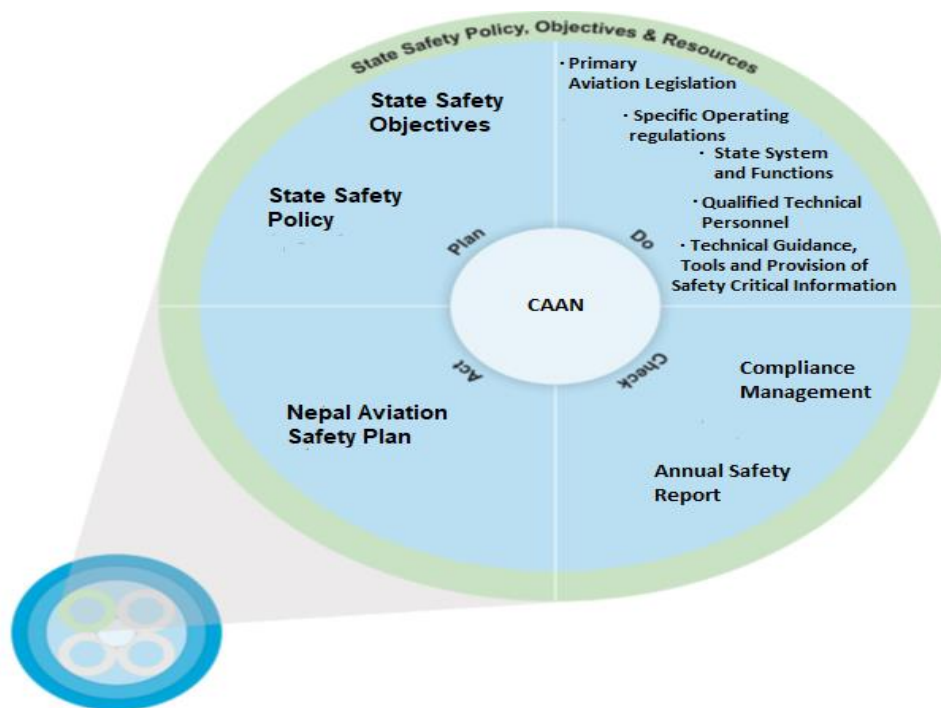 State Safety Policy, Objectives & Resources
State Safety
Objectives
State Safety
Policy
Plan
· Primary
Aviation Legislation
· Specific Operating
regulations
· State System
and Functions
· Qualified Technical
Personnel
· Technical Guidance,
Tools and Provision of
Safety Critical Information
Do
CAAN
Act
Check
Nepal Aviation
Safety Plan
Compliance
Management
Annual Safety
Report